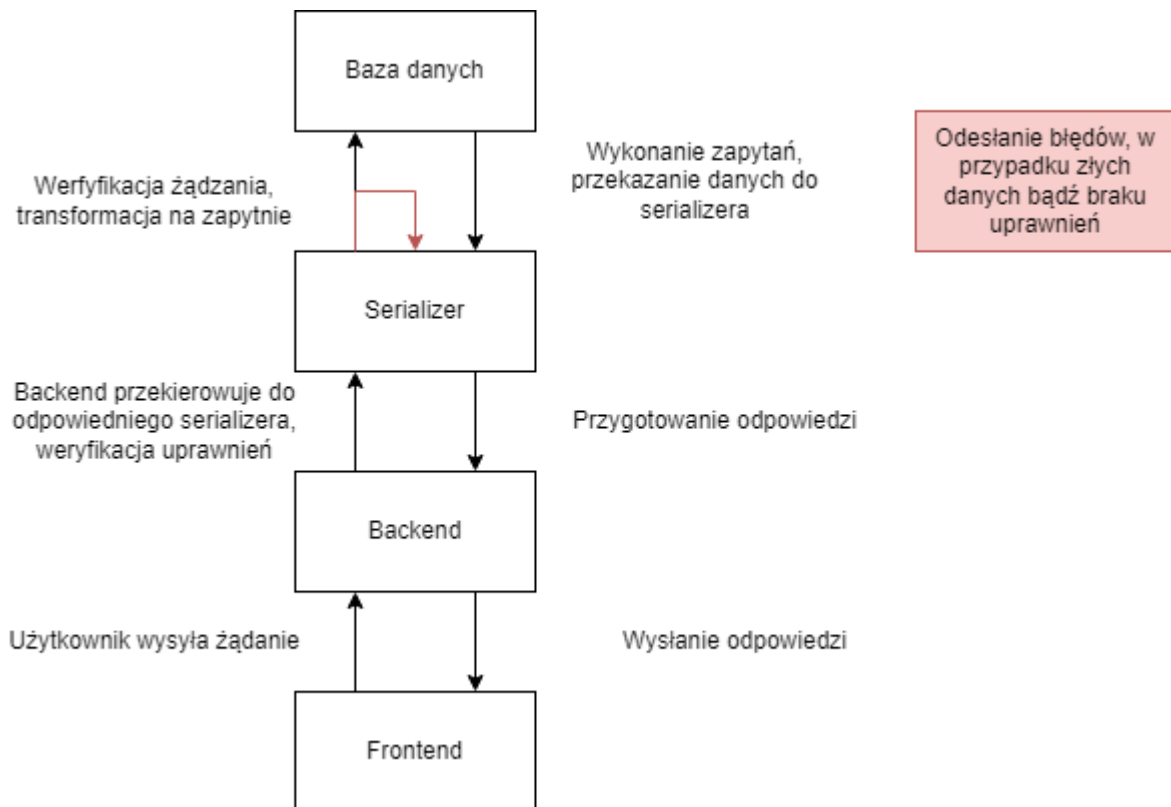 Baza danych
Werfyfikacja żądzania,
transformacja na zapytnie
Wykonanie zapytań,
przekazanie danych do
serializera
Odesłanie błędów, w
przypadku złych
danych bądź braku
uprawnień
Serializer
Backend przekierowuje do
odpowiedniego serializera,
weryfikacja uprawnień
Przygotowanie odpowiedzi
Backend
Użytkownik wysyła żądanie
Wysłanie odpowiedzi
Frontend